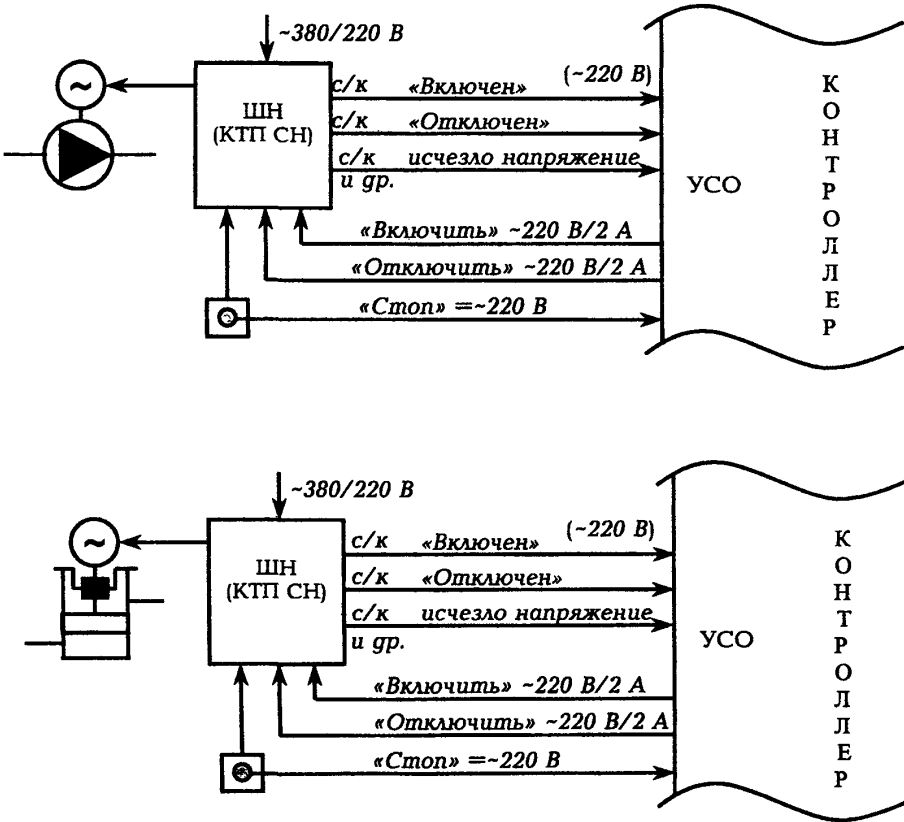 ~380/220 В
с/к «Включен» (~220 В)
ШН
(КТП СН)
с/к «Отключен»
с/к исчезло напряжение
и др.
УСО
КОНТРОЛЛЕР
«Включить» ~220 В/2 А
«Отключить» ~220 В/2 А
«Стоп» =~220 В
~
~380/220 В
с/к «Включен» (~220 В)
ШН
(КТП СН)
с/к «Отключен»
с/к исчезло напряжение
и др.
УСО
КОНТРОЛЛЕР
«Включить» ~220 В/2 А
«Отключить» ~220 В/2 А
«Стоп» =~220 В
~